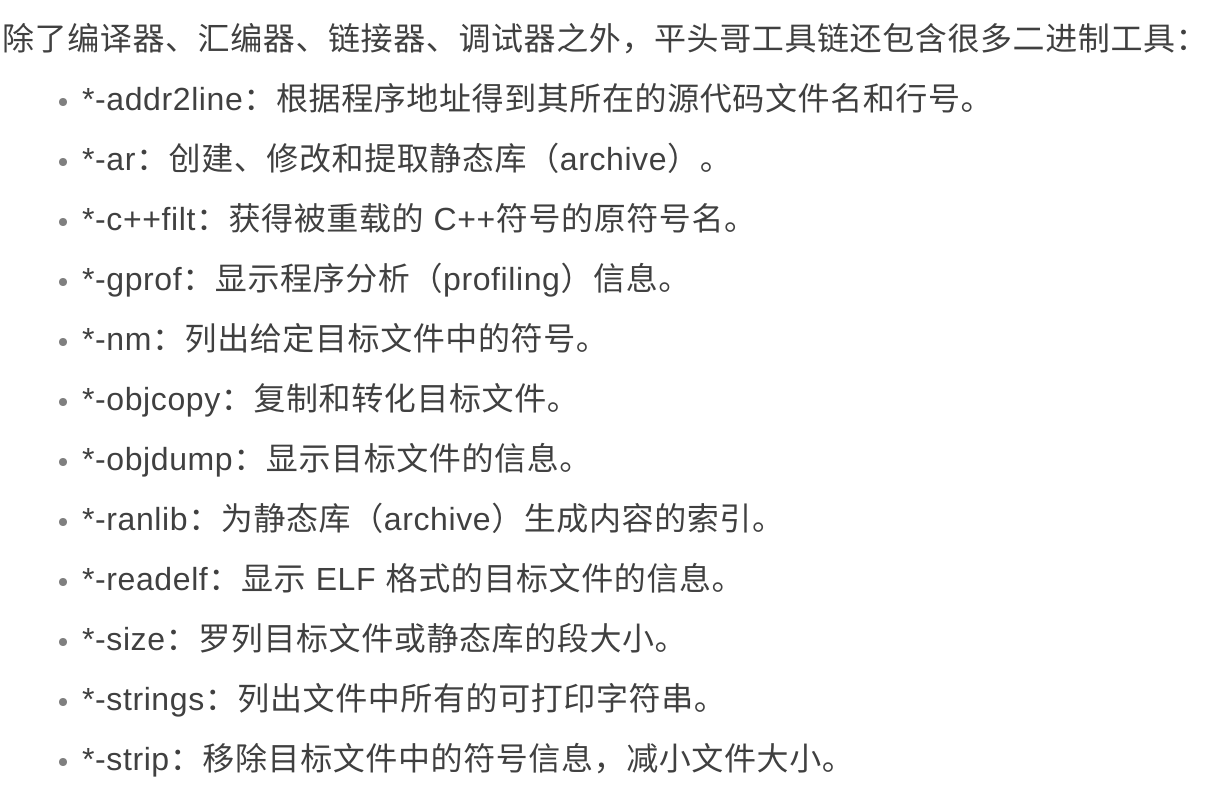 除了编译器、汇编器、链接器、调试器之外，平头哥工具链还包含很多二进制工具：
*-addr2line：根据程序地址得到其所在的源代码文件名和行号。
*-ar：创建、修改和提取静态库（archive）。
*-c++filt：获得被重载的 C++符号的原符号名。
*-gprof：显示程序分析（profiling）信息。
*-nm：列出给定目标文件中的符号。
*-objcopy：复制和转化目标文件。
*-objdump：显示目标文件的信息。
*-ranlib：为静态库（archive）生成内容的索引。
*-readelf：显示 ELF 格式的目标文件的信息。
*-size：罗列目标文件或静态库的段大小。
*-strings：列出文件中所有的可打印字符串。
*-strip：移除目标文件中的符号信息，减小文件大小。